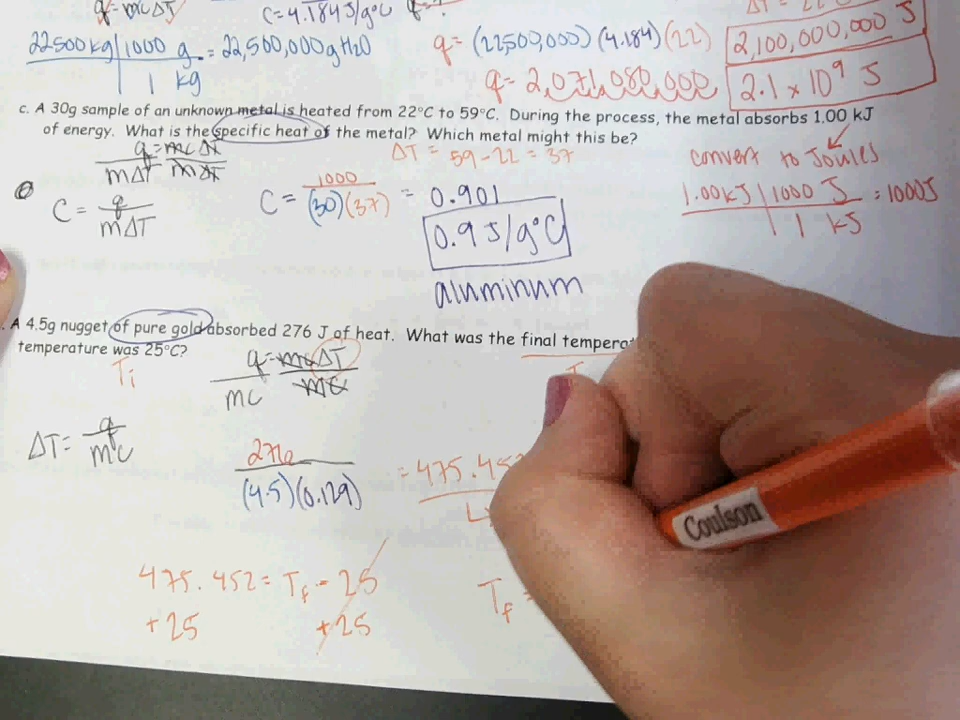 q=mcΔT
C=4.184J/g°C
22500kg | 1000 g = 22,500,000g H2O
1 kg
q= (22500,000) (4.184) (22)
q= 2,071,080,000
2,100,000,000 J
2.1 x 10^9 J
c. A 30g sample of an unknown metal is heated from 22°C to 59°C. During the process, the metal absorbs 1.00 kJ
of energy. What is the specific heat of the metal? Which metal might this be?
q=mcΔT
mΔT mΔT
ΔT = 59-22 = 37
convert to Joules
C = q
mΔT
C = 1000 = 0.901
(30)(37)
0.9 J/g°C
aluminum
1.00kJ | 1000 J = 1000J
1 kJ
A 4.5g nugget of pure gold absorbed 276 J of heat. What was the final tempera
temperature was 25°C?
Ti
q=mcΔT
mc mc
ΔT= q
mc
276 = 475.452
(4.5)(0.129)
475.452 = Tf - 25
+25 +25
Tf =
Coulson